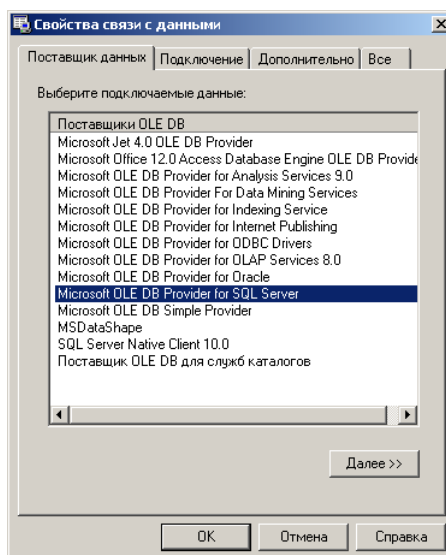 Свойства связи с данными
Поставщик данных Подключение Дополнительно Все
Выберите подключаемые данные:
Поставщики OLE DB
Microsoft Jet 4.0 OLE DB Provider
Microsoft Office 12.0 Access Database Engine OLE DB Provide
Microsoft OLE DB Provider for Analysis Services 9.0
Microsoft OLE DB Provider For Data Mining Services
Microsoft OLE DB Provider for Indexing Service
Microsoft OLE DB Provider for Internet Publishing
Microsoft OLE DB Provider for ODBC Drivers
Microsoft OLE DB Provider for OLAP Services 8.0
Microsoft OLE DB Provider for Oracle
Microsoft OLE DB Provider for SQL Server
Microsoft OLE DB Simple Provider
MSDataShape
SQL Server Native Client 10.0
Поставщик OLE DB для служб каталогов
Далее >>
OK Отмена Справка